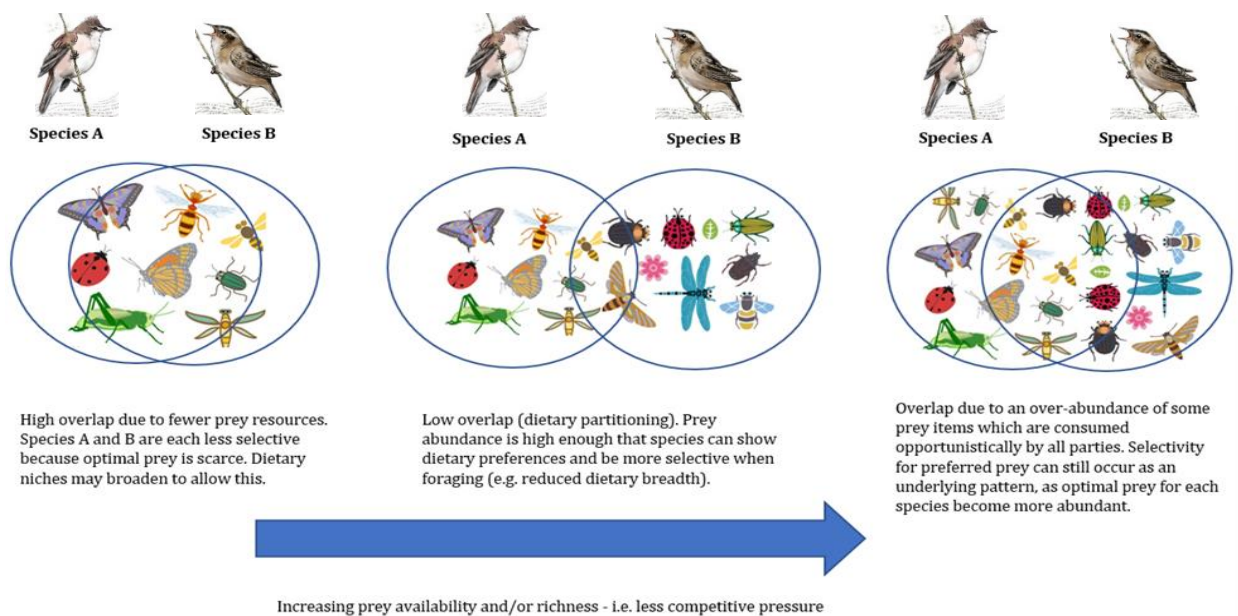 Species A
Species B
Species A
Species B
Species A
Species B
High overlap due to fewer prey resources.
Species A and B are each less selective
because optimal prey is scarce. Dietary
niches may broaden to allow this.
Low overlap (dietary partitioning). Prey
abundance is high enough that species can show
dietary preferences and be more selective when
foraging (e.g. reduced dietary breadth).
Overlap due to an over-abundance of some
prey items which are consumed
opportunistically by all parties. Selectivity
for preferred prey can still occur as an
underlying pattern, as optimal prey for each
species become more abundant.
Increasing prey availability and/or richness - i.e. less competitive pressure